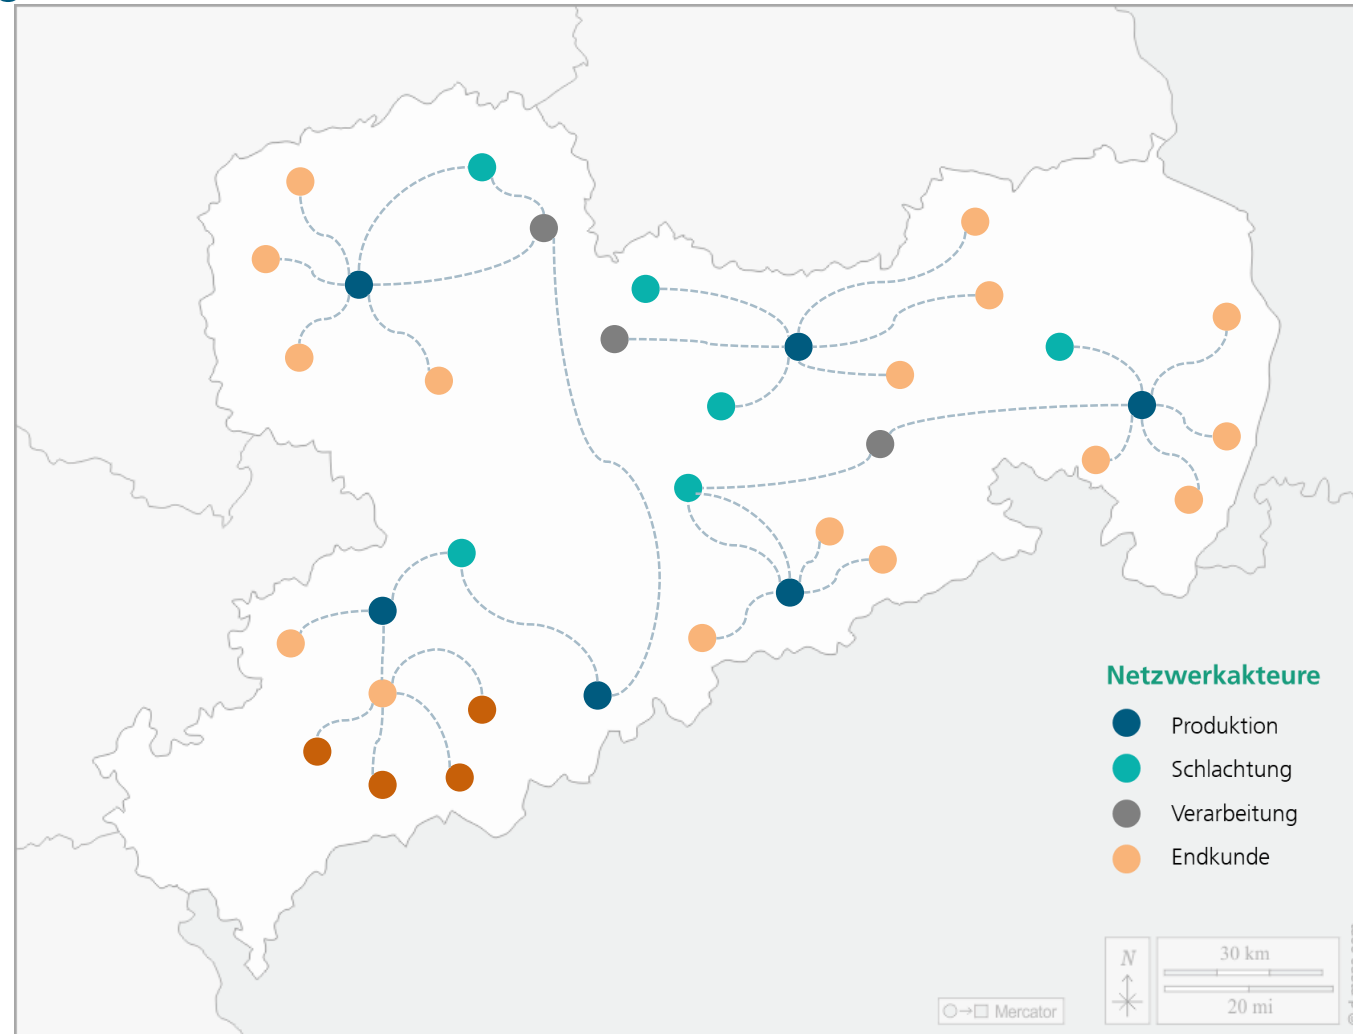 Netzwerkakteure
Produktion
Schlachtung
Verarbeitung
Endkunde
N
30 km
20 mi
Mercator